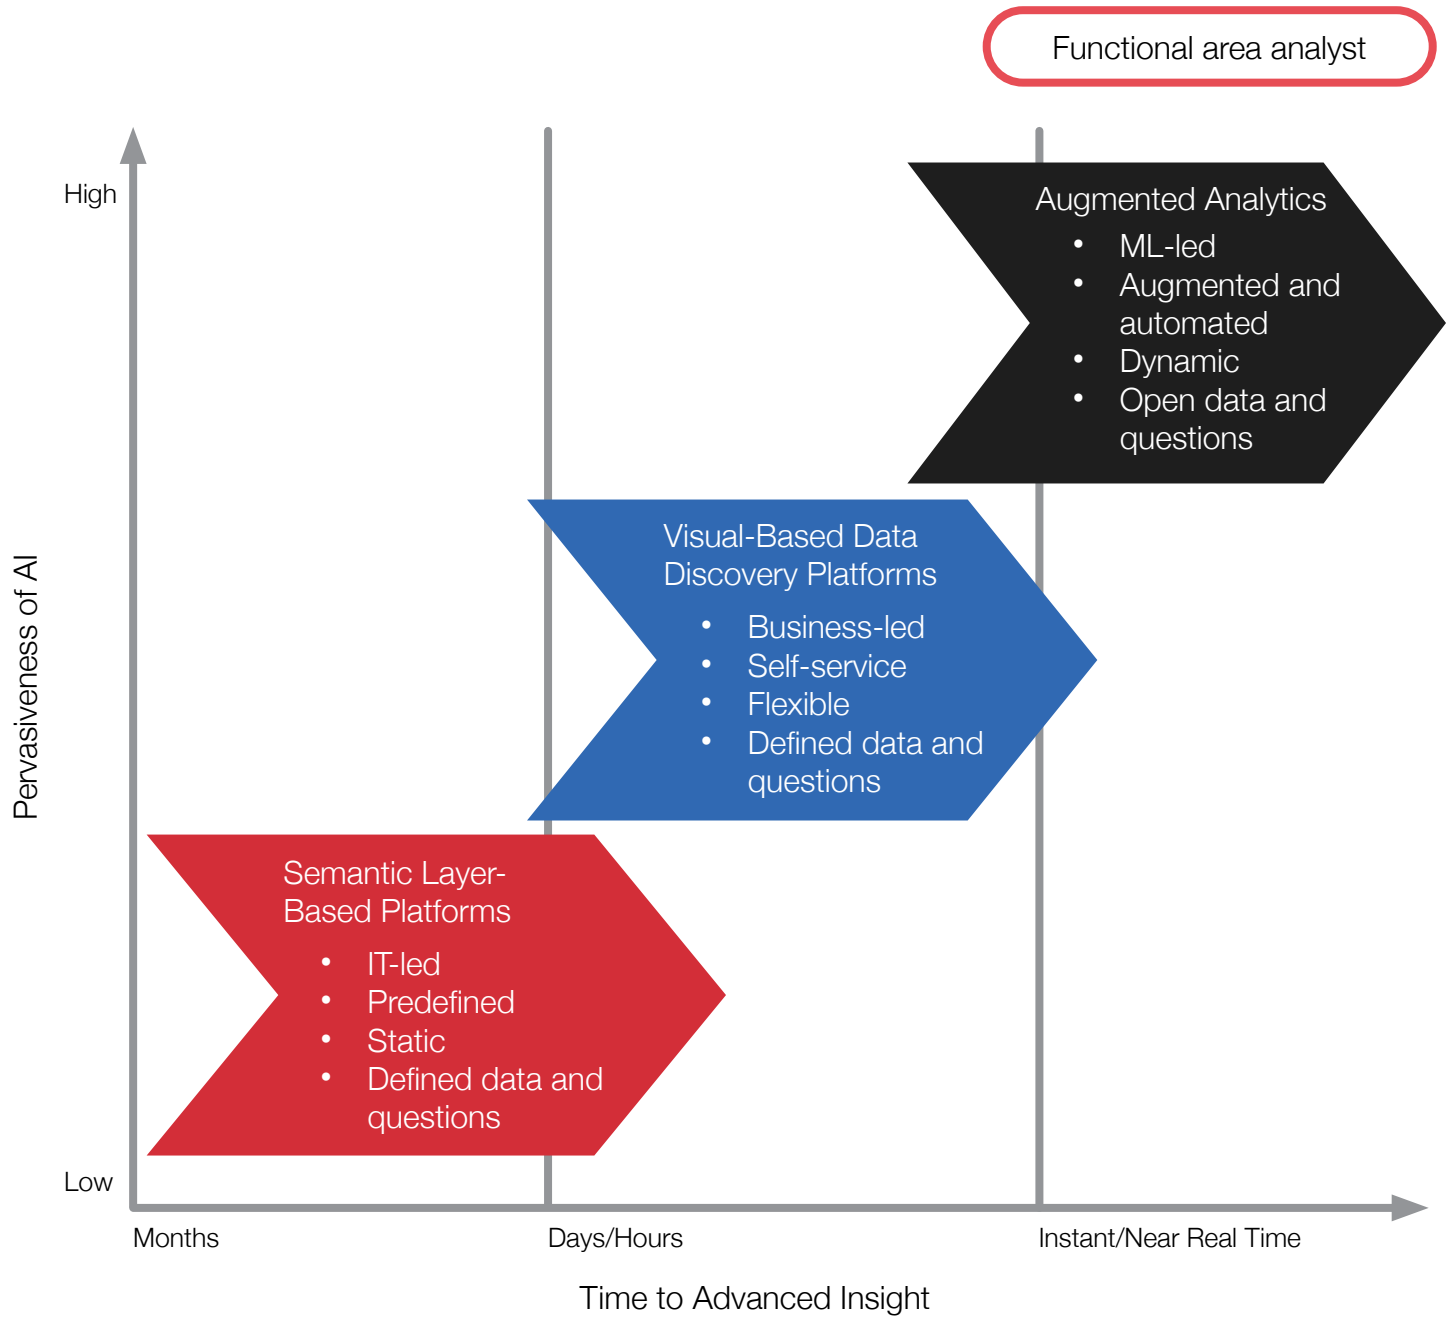 Functional area analyst
High
Augmented Analytics
• ML-led
• Augmented and
automated
• Dynamic
• Open data and
questions
Visual-Based Data
Discovery Platforms
• Business-led
• Self-service
• Flexible
• Defined data and
questions
Pervasiveness of AI
Semantic Layer-
Based Platforms
• IT-led
• Predefined
• Static
• Defined data and
questions
Low
Months
Days/Hours
Instant/Near Real Time
Time to Advanced Insight